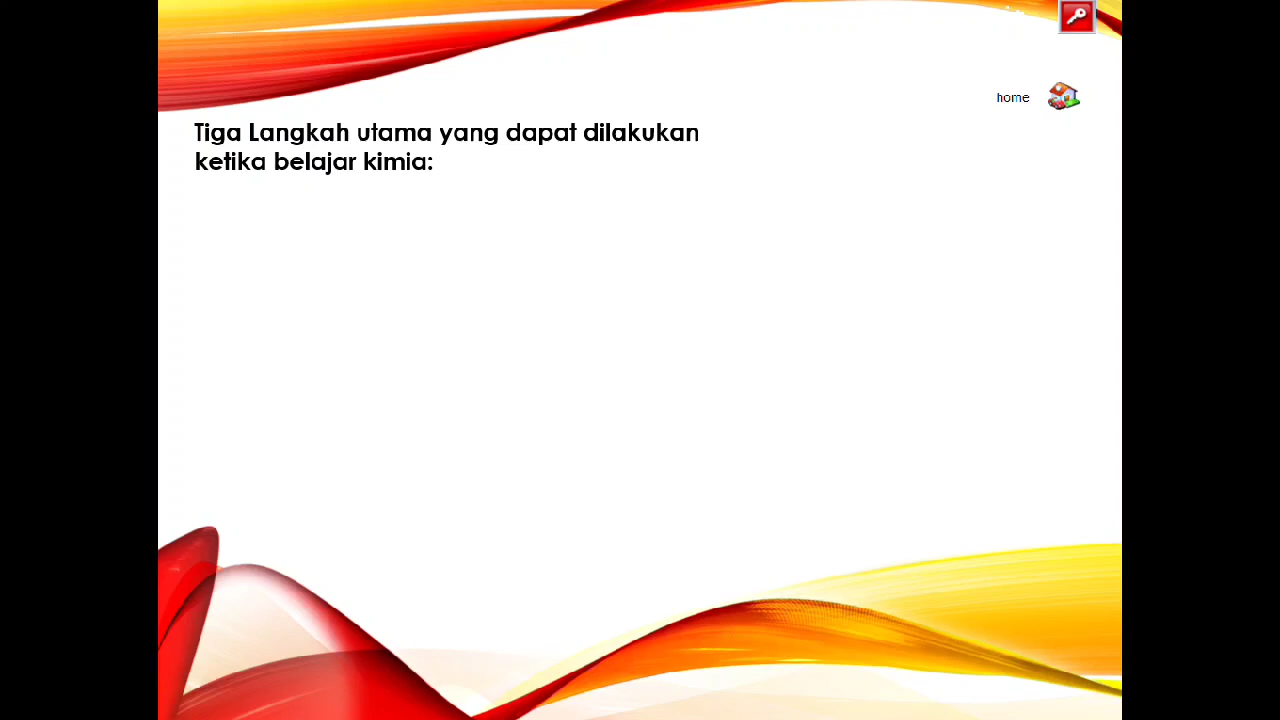 home
Tiga Langkah utama yang dapat dilakukan
ketika belajar kimia: